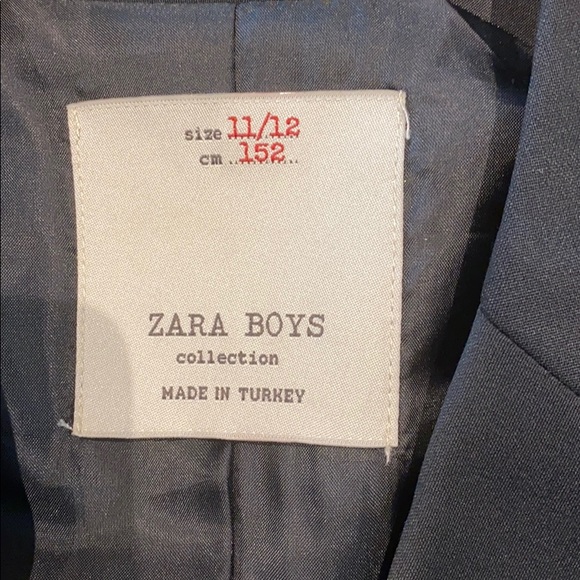 size 11/12
cm 152
ZARA BOYS
collection
MADE IN TURKEY